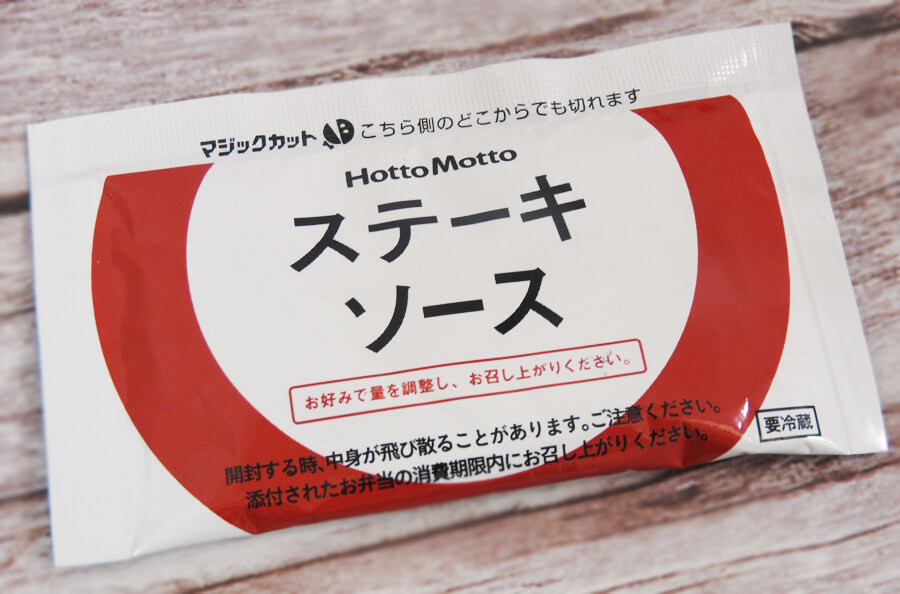 マジックカット こちら側のどこからでも切れます
HottoMotto
ステーキ
ソース
お好みで量を調整し、お召し上がりください。
開封する時、中身が飛び散ることがあります。ご注意ください。
添付されたお弁当の消費期限内にお召し上がりください。
要冷蔵